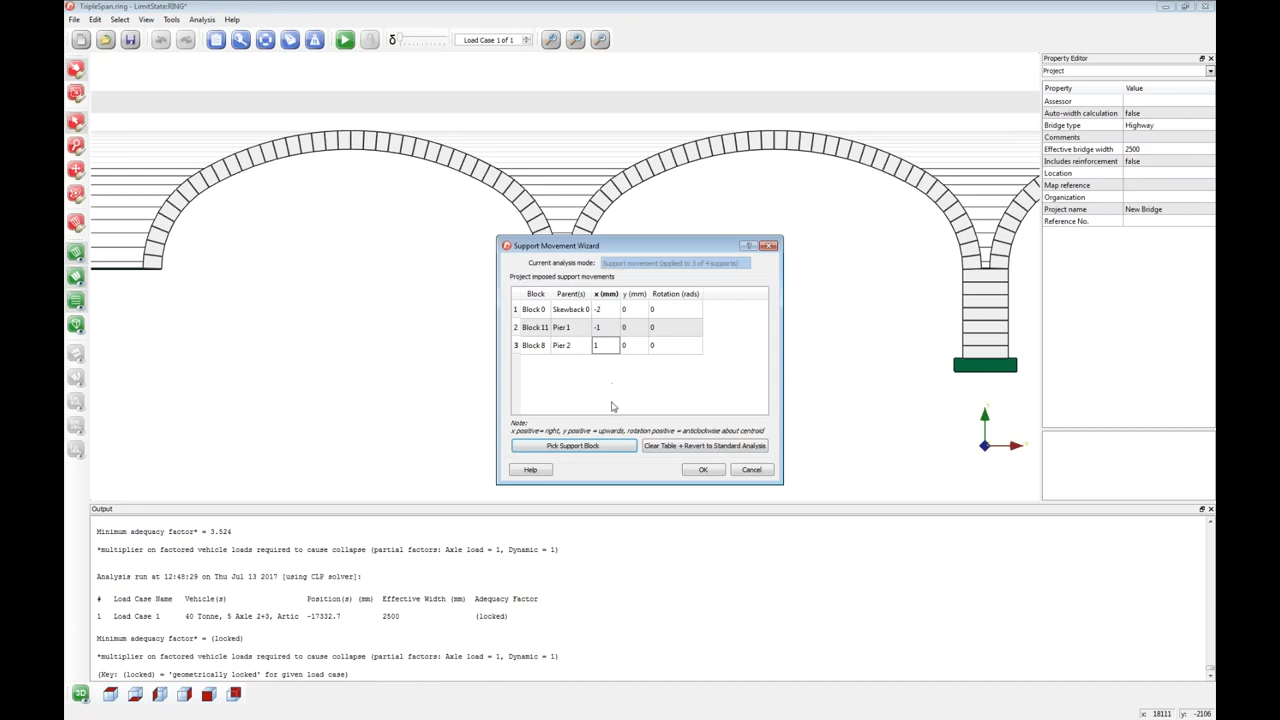 TripleSpan.ring - LimitState:RING*
File Edit Select View Tools Analysis Help
δ Load Case 1 of 1
Property Editor
Project
Property Value
Assessor
Auto-width calculation false
Bridge type Highway
Comments
Effective bridge width 2500
Includes reinforcement false
Location
Map reference
Organization
Project name New Bridge
Reference No.
Support Movement Wizard
Current analysis mode: Support movement (applied to 3 of 4 supports)
Project imposed support movements
Block Parent(s) x (mm) y (mm) Rotation (rads)
1 Block 0 Skewback 0 -2 0 0
2 Block 11 Pier 1 -1 0 0
3 Block 8 Pier 2 1 0 0
Note:
x positive= right, y positive = upwards, rotation positive = anticlockwise about centroid
Pick Support Block Clear Table + Revert to Standard Analysis
Help OK Cancel
Output
Minimum adequacy factor* = 3.524
*multiplier on factored vehicle loads required to cause collapse (partial factors: Axle load = 1, Dynamic = 1)
Analysis run at 12:48:29 on Thu Jul 13 2017 [using CLP solver]:
# Load Case Name Vehicle(s) Position(s) (mm) Effective Width (mm) Adequacy Factor
1 Load Case 1 40 Tonne, 5 Axle 2+3, Artic -17332.7 2500 (locked)
Minimum adequacy factor* = (locked)
*multiplier on factored vehicle loads required to cause collapse (partial factors: Axle load = 1, Dynamic = 1)
(Key: (locked) = 'geometrically locked' for given load case)
3D
x: 18111 y: -2106